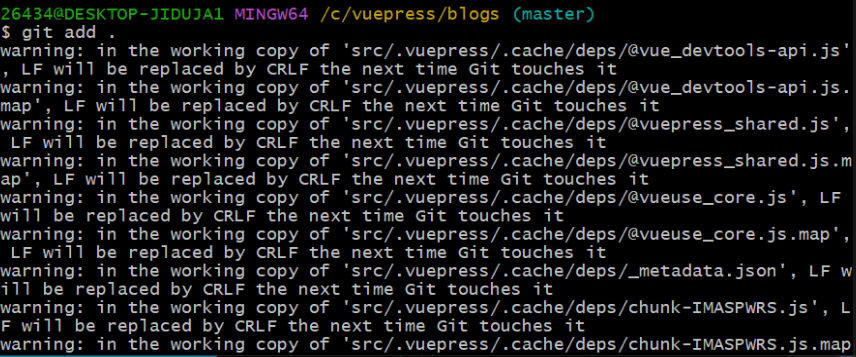 26434@DESKTOP-JIDUJA1 MINGW64 /c/vuepress/blogs (master)
$ git add .
warning: in the working copy of 'src/.vuepress/.cache/deps/@vue_devtools-api.js'
, LF will be replaced by CRLF the next time Git touches it
warning: in the working copy of 'src/.vuepress/.cache/deps/@vue_devtools-api.js.
map', LF will be replaced by CRLF the next time Git touches it
warning: in the working copy of 'src/.vuepress/.cache/deps/@vuepress_shared.js',
 LF will be replaced by CRLF the next time Git touches it
warning: in the working copy of 'src/.vuepress/.cache/deps/@vuepress_shared.js.m
ap', LF will be replaced by CRLF the next time Git touches it
warning: in the working copy of 'src/.vuepress/.cache/deps/@vueuse_core.js', LF
will be replaced by CRLF the next time Git touches it
warning: in the working copy of 'src/.vuepress/.cache/deps/@vueuse_core.js.map',
 LF will be replaced by CRLF the next time Git touches it
warning: in the working copy of 'src/.vuepress/.cache/deps/_metadata.json', LF w
ill be replaced by CRLF the next time Git touches it
warning: in the working copy of 'src/.vuepress/.cache/deps/chunk-IMASPWRS.js', L
F will be replaced by CRLF the next time Git touches it
warning: in the working copy of 'src/.vuepress/.cache/deps/chunk-IMASPWRS.js.map